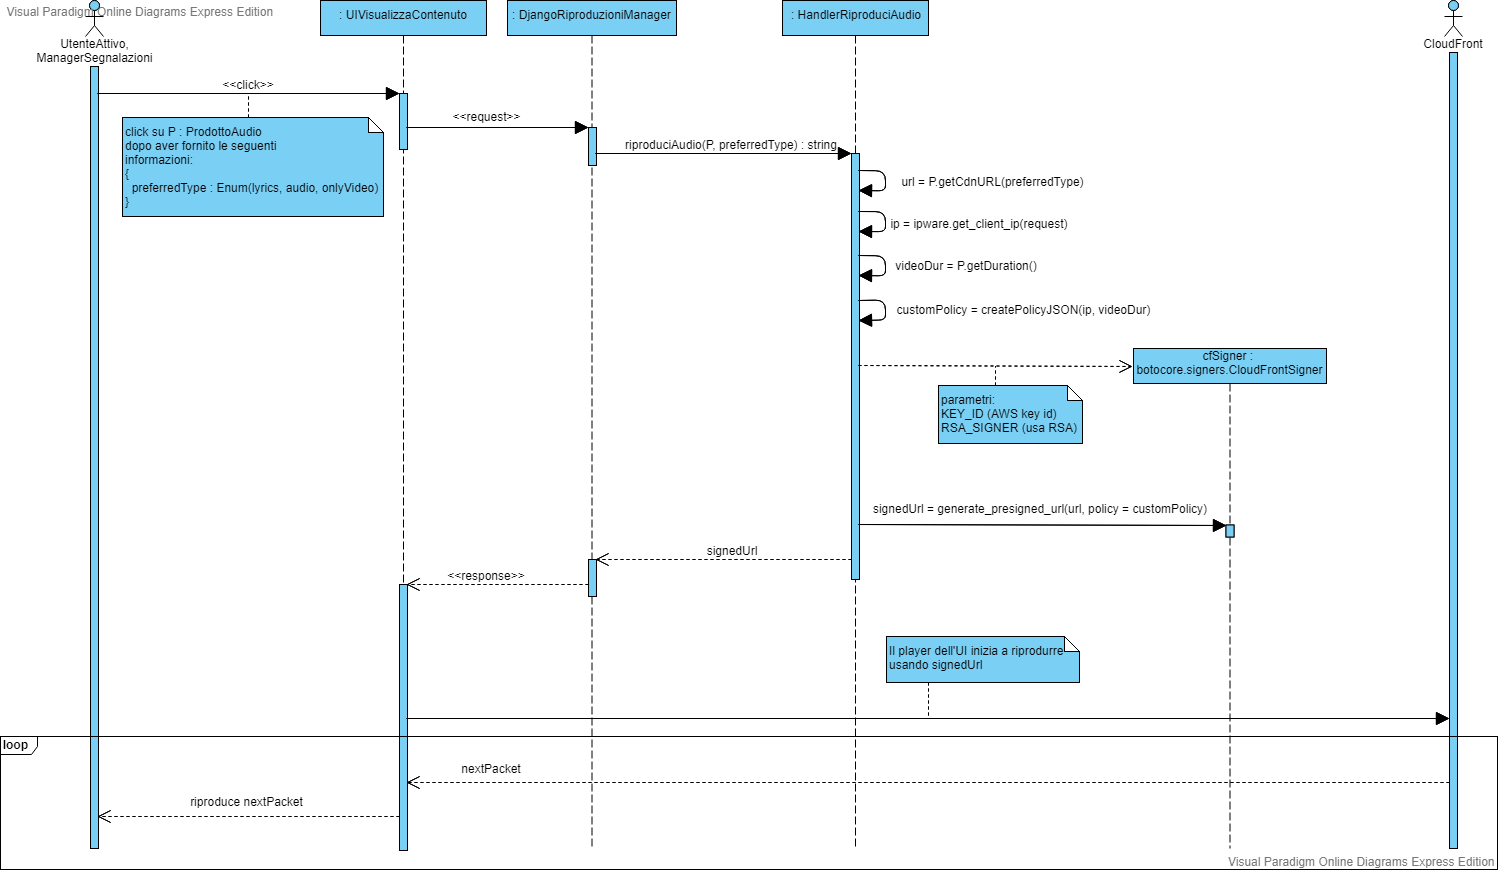 Visual Paradigm Online Diagrams Express Edition
UtenteAttivo,
ManagerSegnalazioni
: UIVisualizzaContenuto
: DjangoRiproduzioniManager
: HandlerRiproduciAudio
CloudFront
<<click>>
click su P : ProdottoAudio
dopo aver fornito le seguenti
informazioni:
{
preferredType : Enum(lyrics, audio, onlyVideo)
}
<<request>>
riproduciAudio(P, preferredType) : string
url = P.getCdnURL(preferredType)
ip = ipware.get_client_ip(request)
videoDur = P.getDuration()
customPolicy = createPolicyJSON(ip, videoDur)
cfSigner :
botocore.signers.CloudFrontSigner
parametri:
KEY_ID (AWS key id)
RSA_SIGNER (usa RSA)
signedUrl = generate_presigned_url(url, policy = customPolicy)
signedUrl
<<response>>
Il player dell'UI inizia a riprodurre
usando signedUrl
loop
nextPacket
riproduce nextPacket
Visual Paradigm Online Diagrams Express Edition